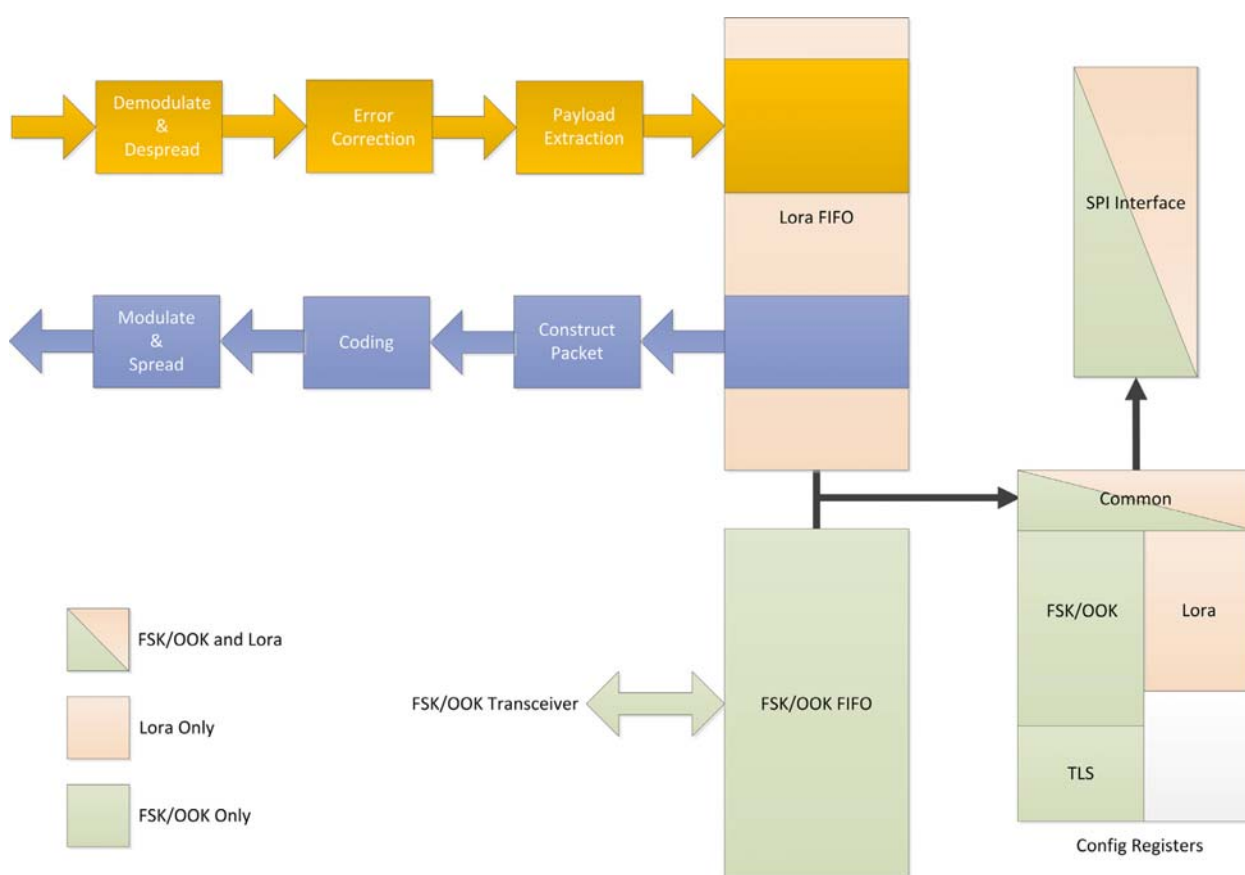 Demodulate
&
Despread
Error
Correction
Payload
Extraction
Lora FIFO
SPI Interface
Modulate
&
Spread
Coding
Construct
Packet
Common
FSK/OOK
Lora
TLS
Config Registers
FSK/OOK Transceiver
FSK/OOK FIFO
FSK/OOK and Lora
Lora Only
FSK/OOK Only